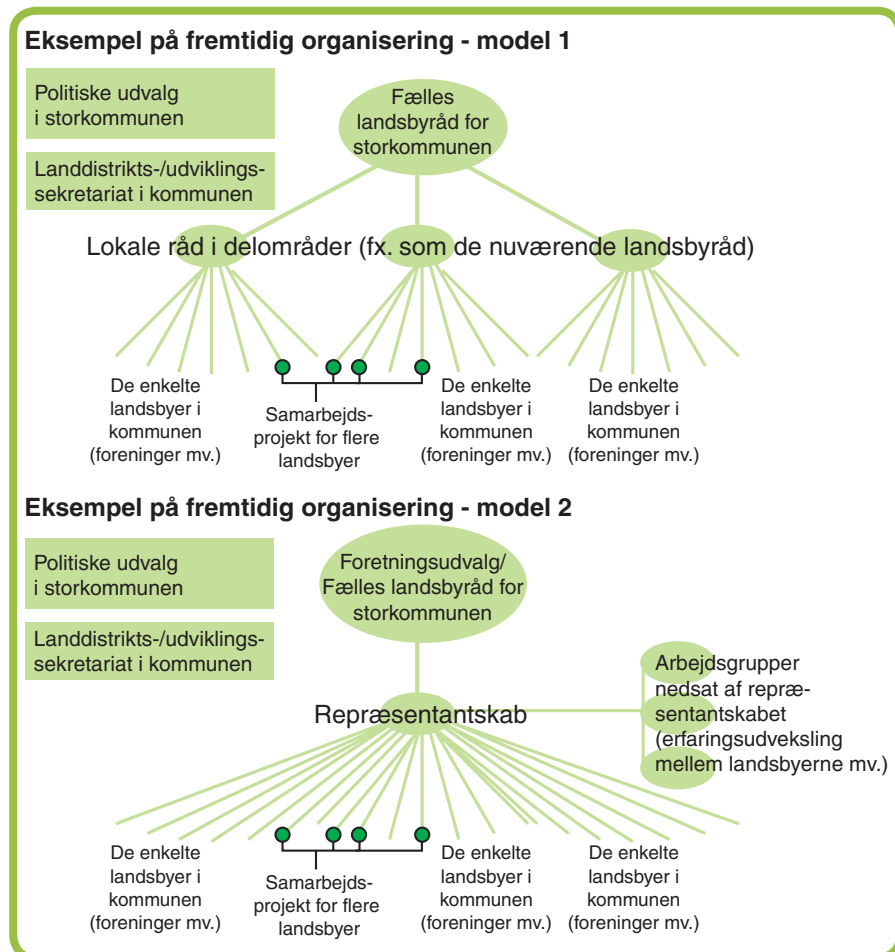 Eksempel på fremtidig organisering - model 1
Politiske udvalg
i storkommunen
Fælles
landsbyråd for
storkommunen
Landdistrikts-/udviklings-
sekretariat i kommunen
Lokale råd i delområder (fx. som de nuværende landsbyråd)
De enkelte
landsbyer i
kommunen
(foreninger mv.)
Samarbejds-
projekt for flere
landsbyer
De enkelte
landsbyer i
kommunen
(foreninger mv.)
De enkelte
landsbyer i
kommunen
(foreninger mv.)
Eksempel på fremtidig organisering - model 2
Politiske udvalg
i storkommunen
Foretningsudvalg/
Fælles landsbyråd for
storkommunen
Landdistrikts-/udviklings-
sekretariat i kommunen
Arbejdsgrupper
nedsat af repræ-
sentantskabet
(erfaringsudveksling
mellem landsbyerne mv.)
Repræsentantskab
De enkelte
landsbyer i
kommunen
(foreninger mv.)
Samarbejds-
projekt for flere
landsbyer
De enkelte
landsbyer i
kommunen
(foreninger mv.)
De enkelte
landsbyer i
kommunen
(foreninger mv.)